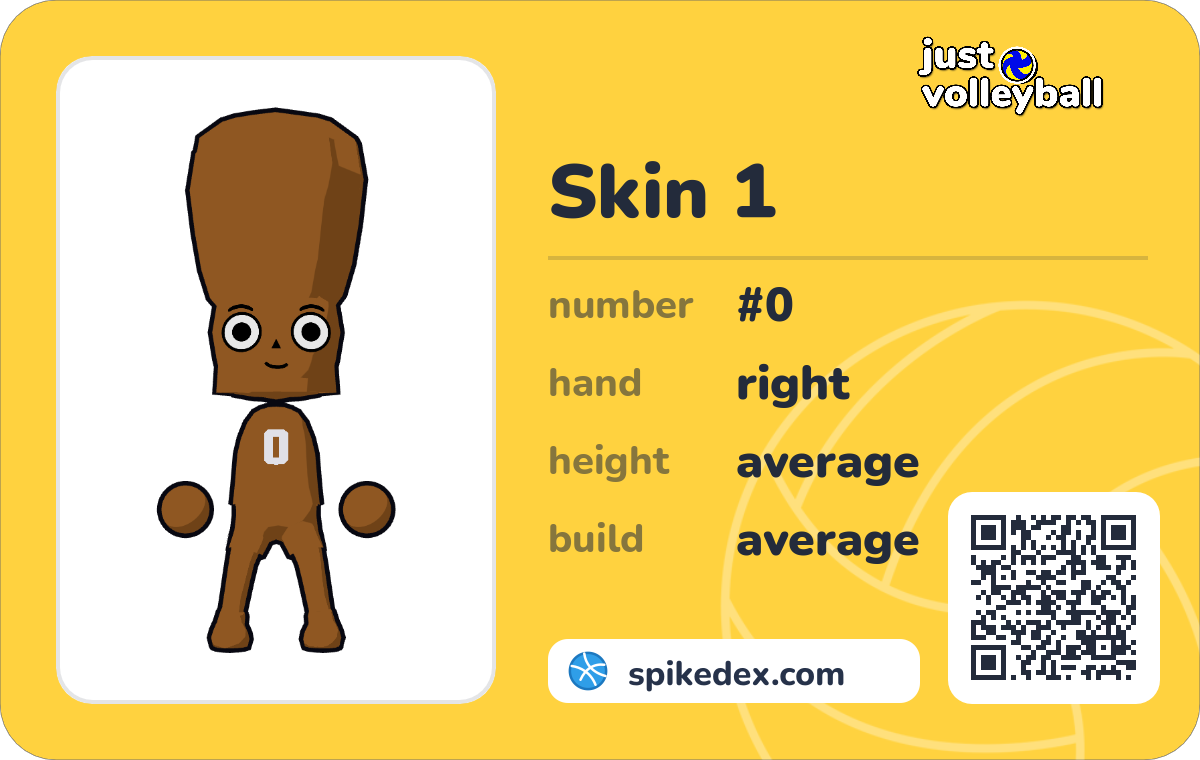 just
volleyball
Skin 1
number #0
hand right
height average
build average
0
spikedex.com